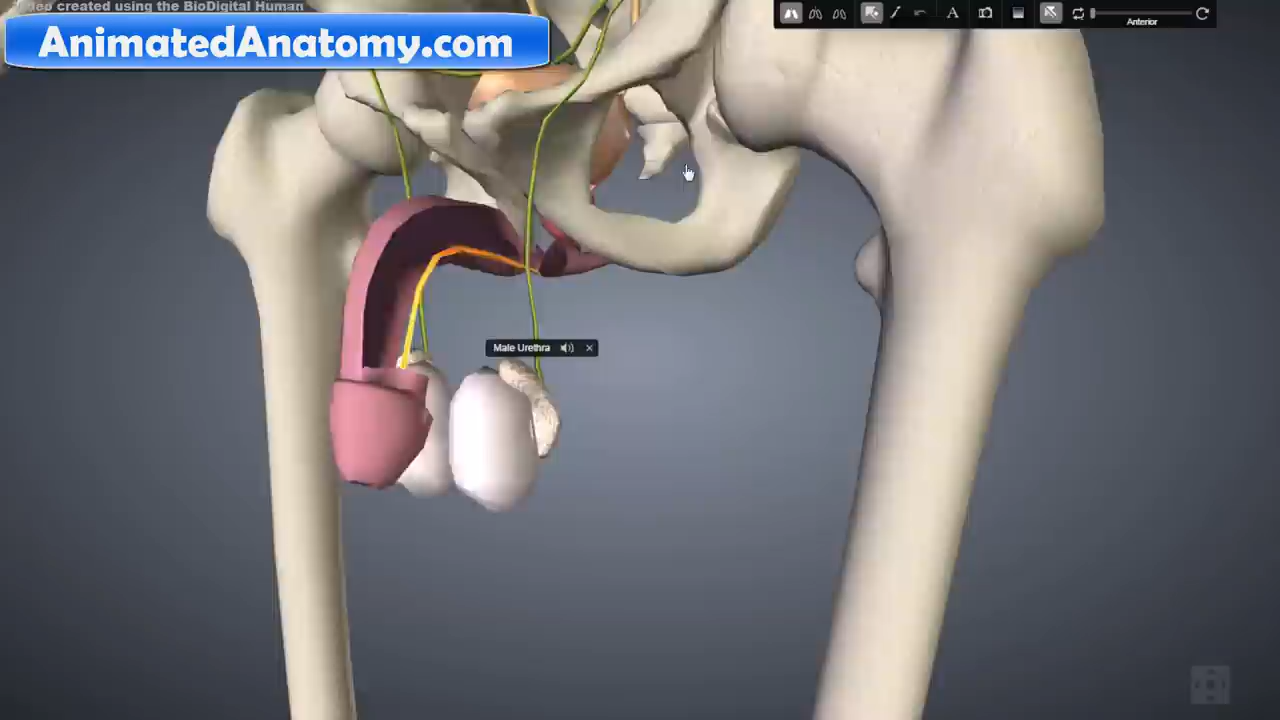 created using the BioDigital Human
AnimatedAnatomy.com
A
Anterior
Male Urethra